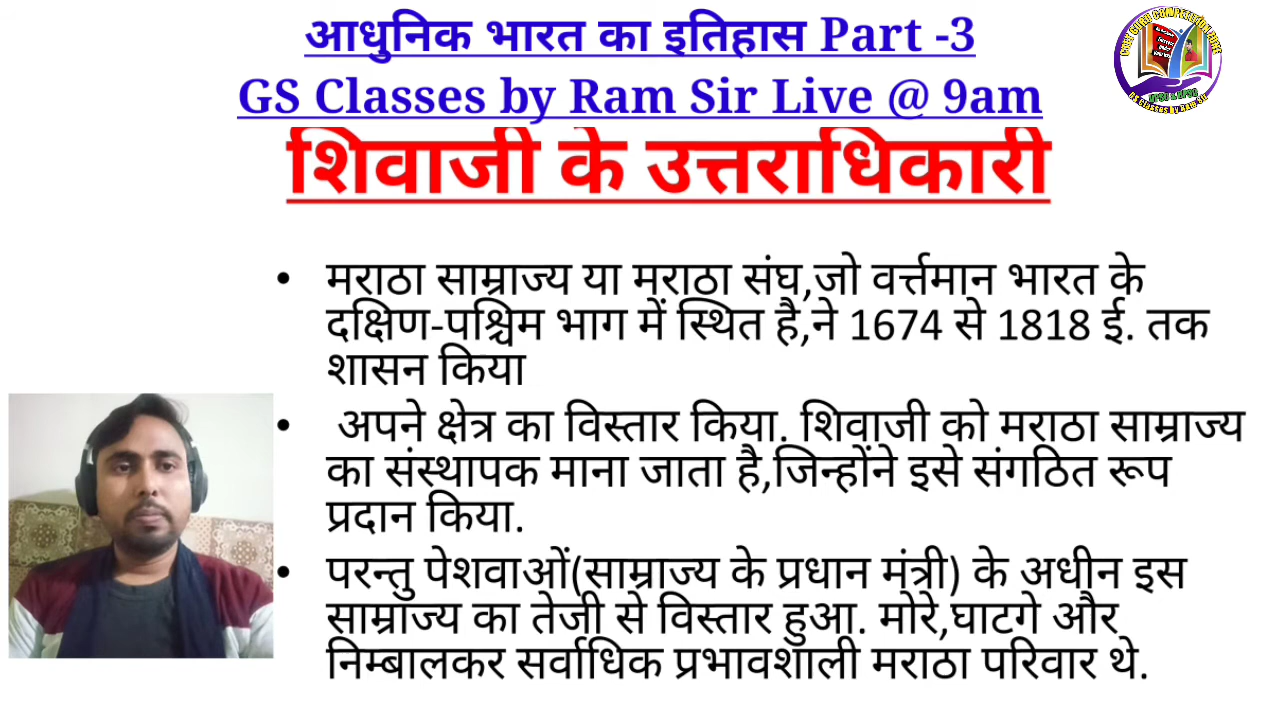 आधुनिक भारत का इतिहास Part -3
GS Classes by Ram Sir Live @ 9am
शिवाजी के उत्तराधिकारी
• मराठा साम्राज्य या मराठा संघ,जो वर्त्तमान भारत के
दक्षिण-पश्चिम भाग में स्थित है,ने 1674 से 1818 ई. तक
शासन किया
• अपने क्षेत्र का विस्तार किया. शिवाजी को मराठा साम्राज्य
का संस्थापक माना जाता है,जिन्होंने इसे संगठित रूप
प्रदान किया.
• परन्तु पेशवाओं(साम्राज्य के प्रधान मंत्री) के अधीन इस
साम्राज्य का तेजी से विस्तार हुआ. मोरे,घाटगे और
निम्बालकर सर्वाधिक प्रभावशाली मराठा परिवार थे.